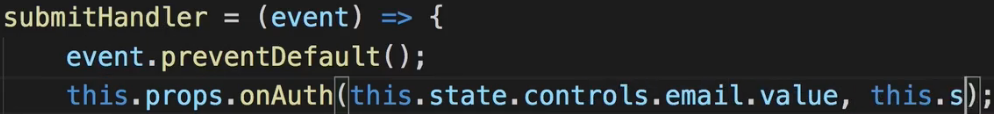 submitHandler = (event) => {
event.preventDefault();
this.props.onAuth(this.state.controls.email.value, this.s);